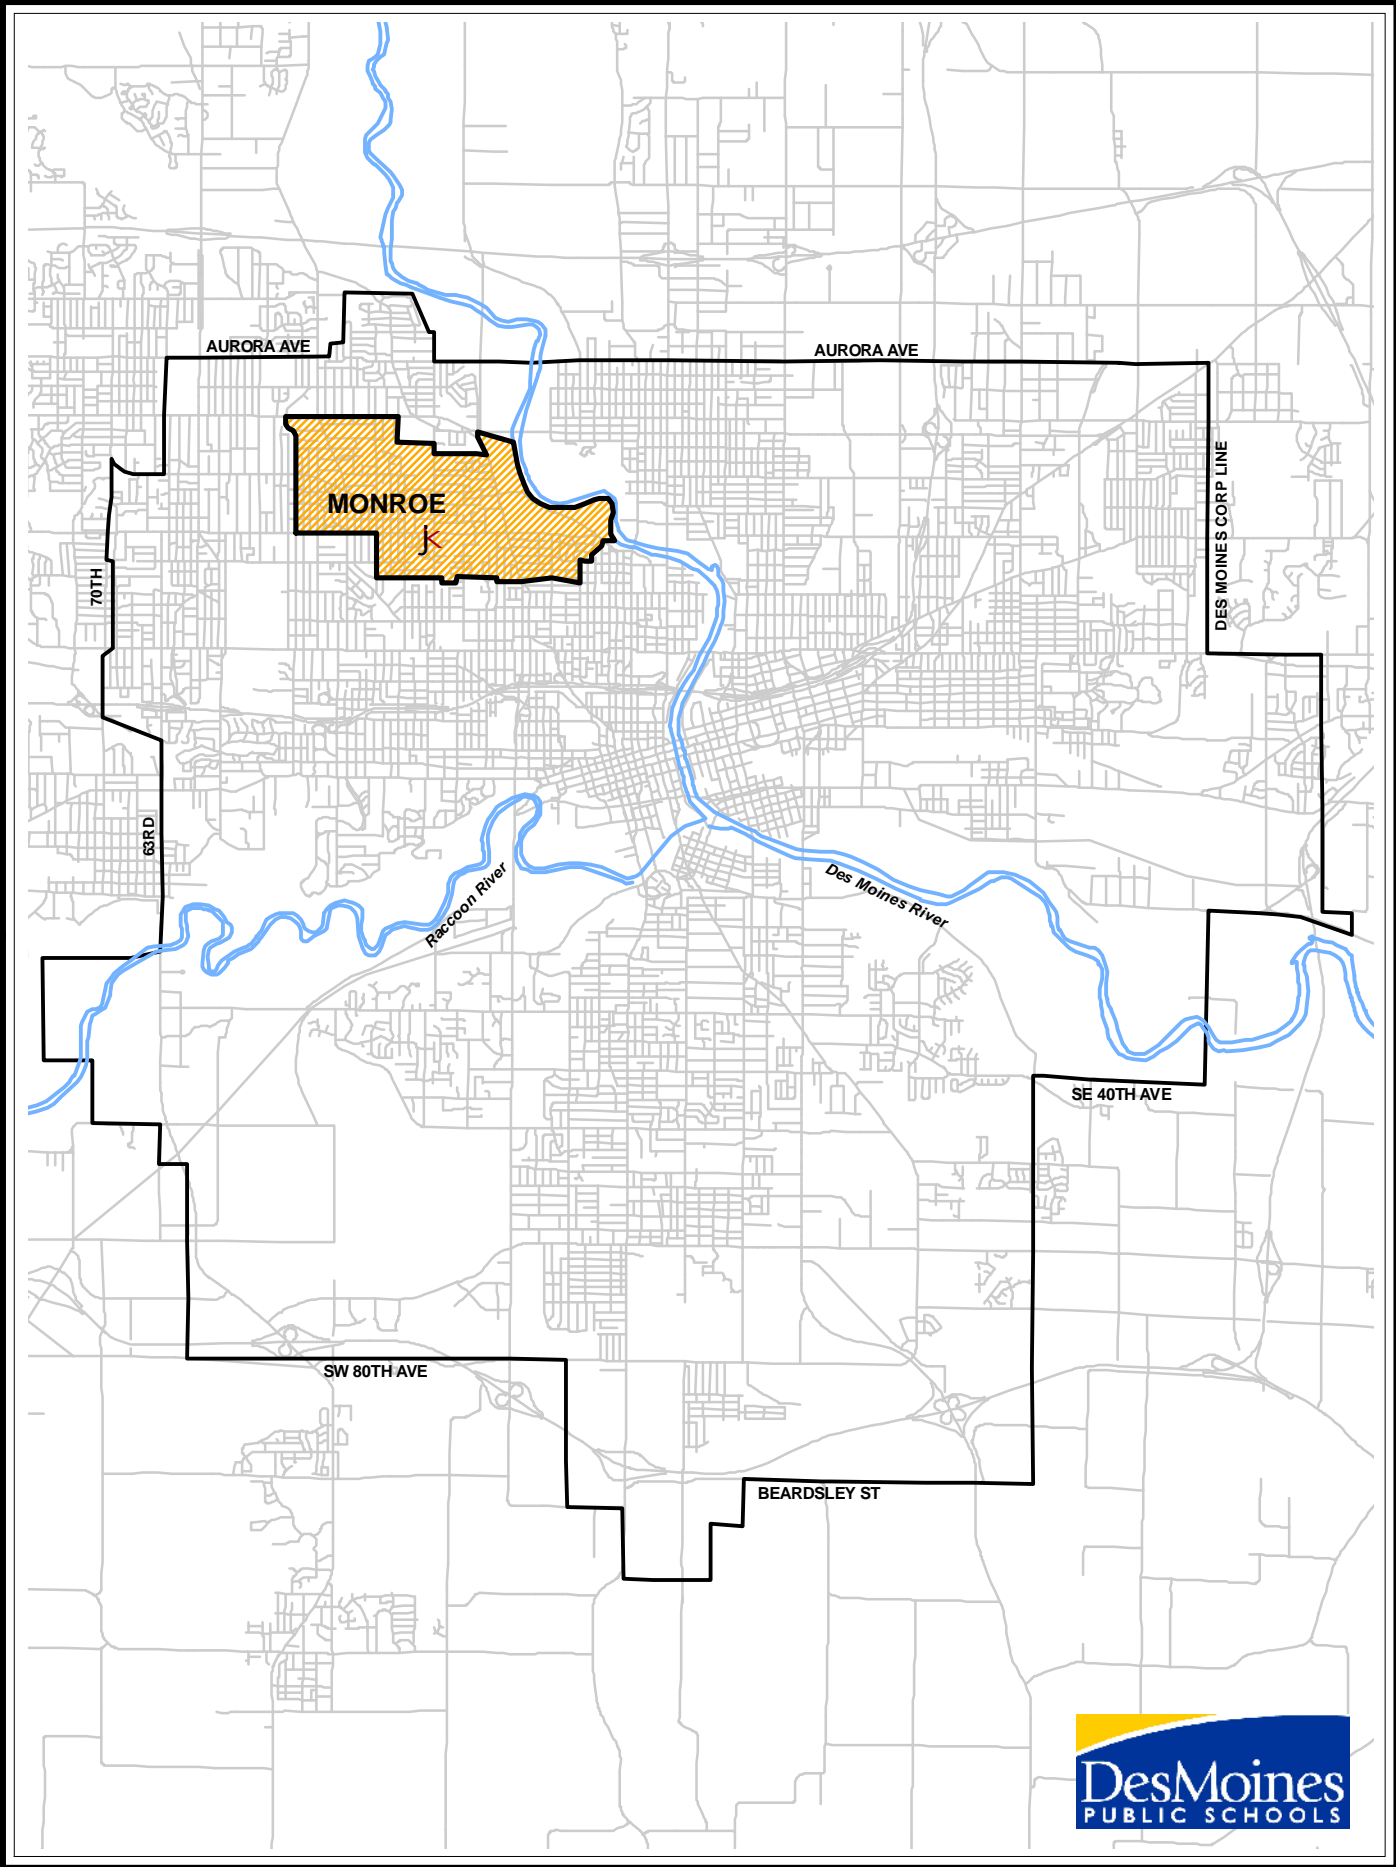 AURORA AVE
AURORA AVE
DES MOINES CORP LINE
MONROE
70TH
63RD
Raccoon River
Des Moines River
SE 40TH AVE
SW 80TH AVE
BEARDSLEY ST
DesMoines
PUBLIC SCHOOLS